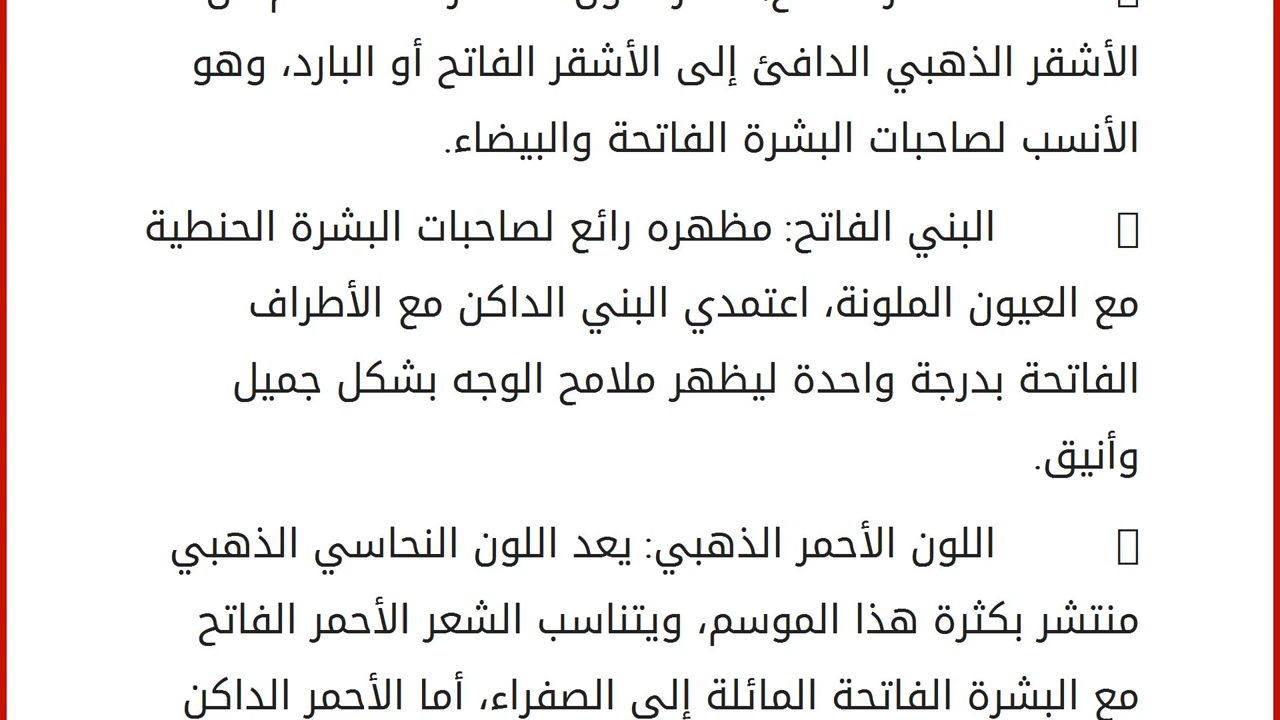 الأشقر الذهبي الدافئ إلى الأشقر الفاتح أو البارد، وهو
الأنسب لصاحبات البشرة الفاتحة والبيضاء.
البني الفاتح: مظهره رائع لصاحبات البشرة الحنطية
مع العيون الملونة، اعتمدي البني الداكن مع الأطراف
الفاتحة بدرجة واحدة ليظهر ملامح الوجه بشكل جميل
وأنيق.
اللون الأحمر الذهبي: يعد اللون النحاسي الذهبي
منتشر بكثرة هذا الموسم، ويتناسب الشعر الأحمر الفاتح
مع البشرة الفاتحة المائلة إلى الصفراء، أما الأحمر الداكن